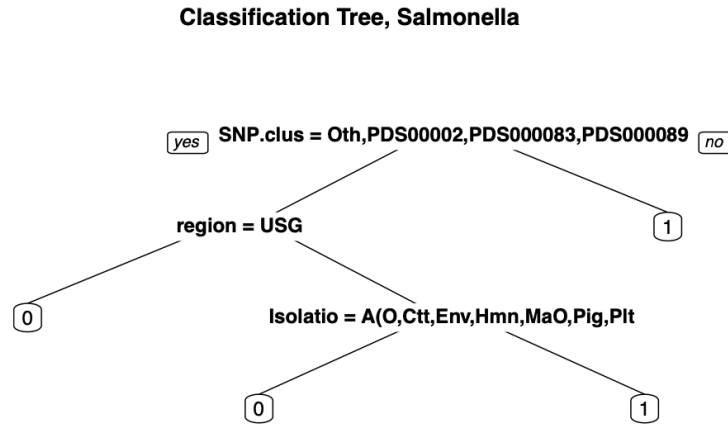 Classification Tree, Salmonella
yes SNP.clus = Oth,PDS00002,PDS000083,PDS000089 no
region = USG
1
0
Isolatio = A(O,Ctt,Env,Hmn,MaO,Pig,Plt
0
1